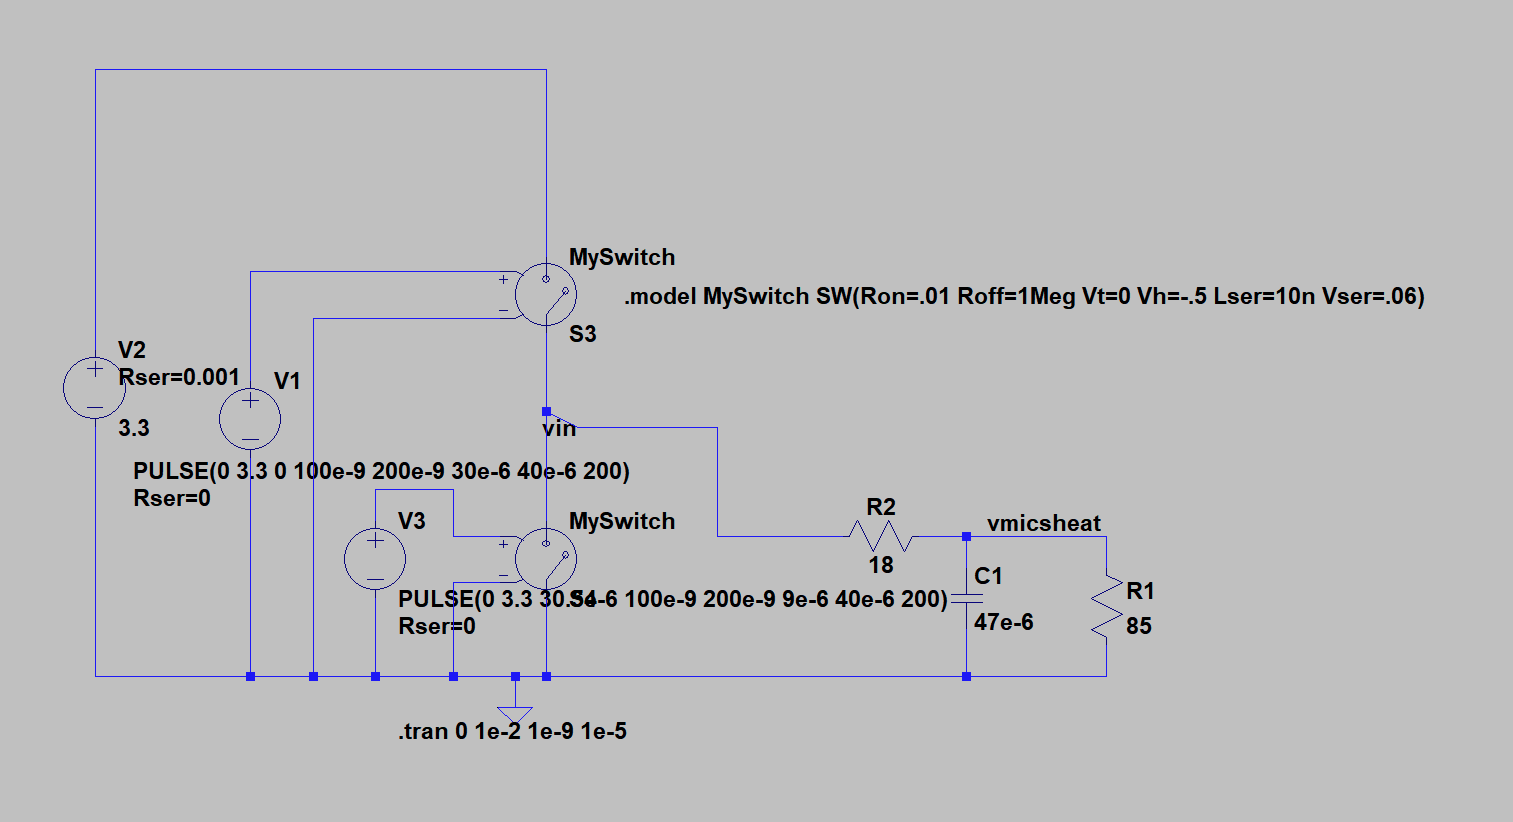 MySwitch
+
.model MySwitch SW(Ron=.01 Roff=1Meg Vt=0 Vh=-.5 Lser=10n Vser=.06)
−
S3
V2
+
Rser=0.001
−
3.3
V1
+
−
PULSE(0 3.3 0 100e-9 200e-9 30e-6 40e-6 200)
Rser=0
vin
V3
+
−
MySwitch
+
−
S4
PULSE(0 3.3 30.5e-6 100e-9 200e-9 9e-6 40e-6 200)
Rser=0
R2
18
vmicsheat
C1
47e-6
R1
85
.tran 0 1e-2 1e-9 1e-5